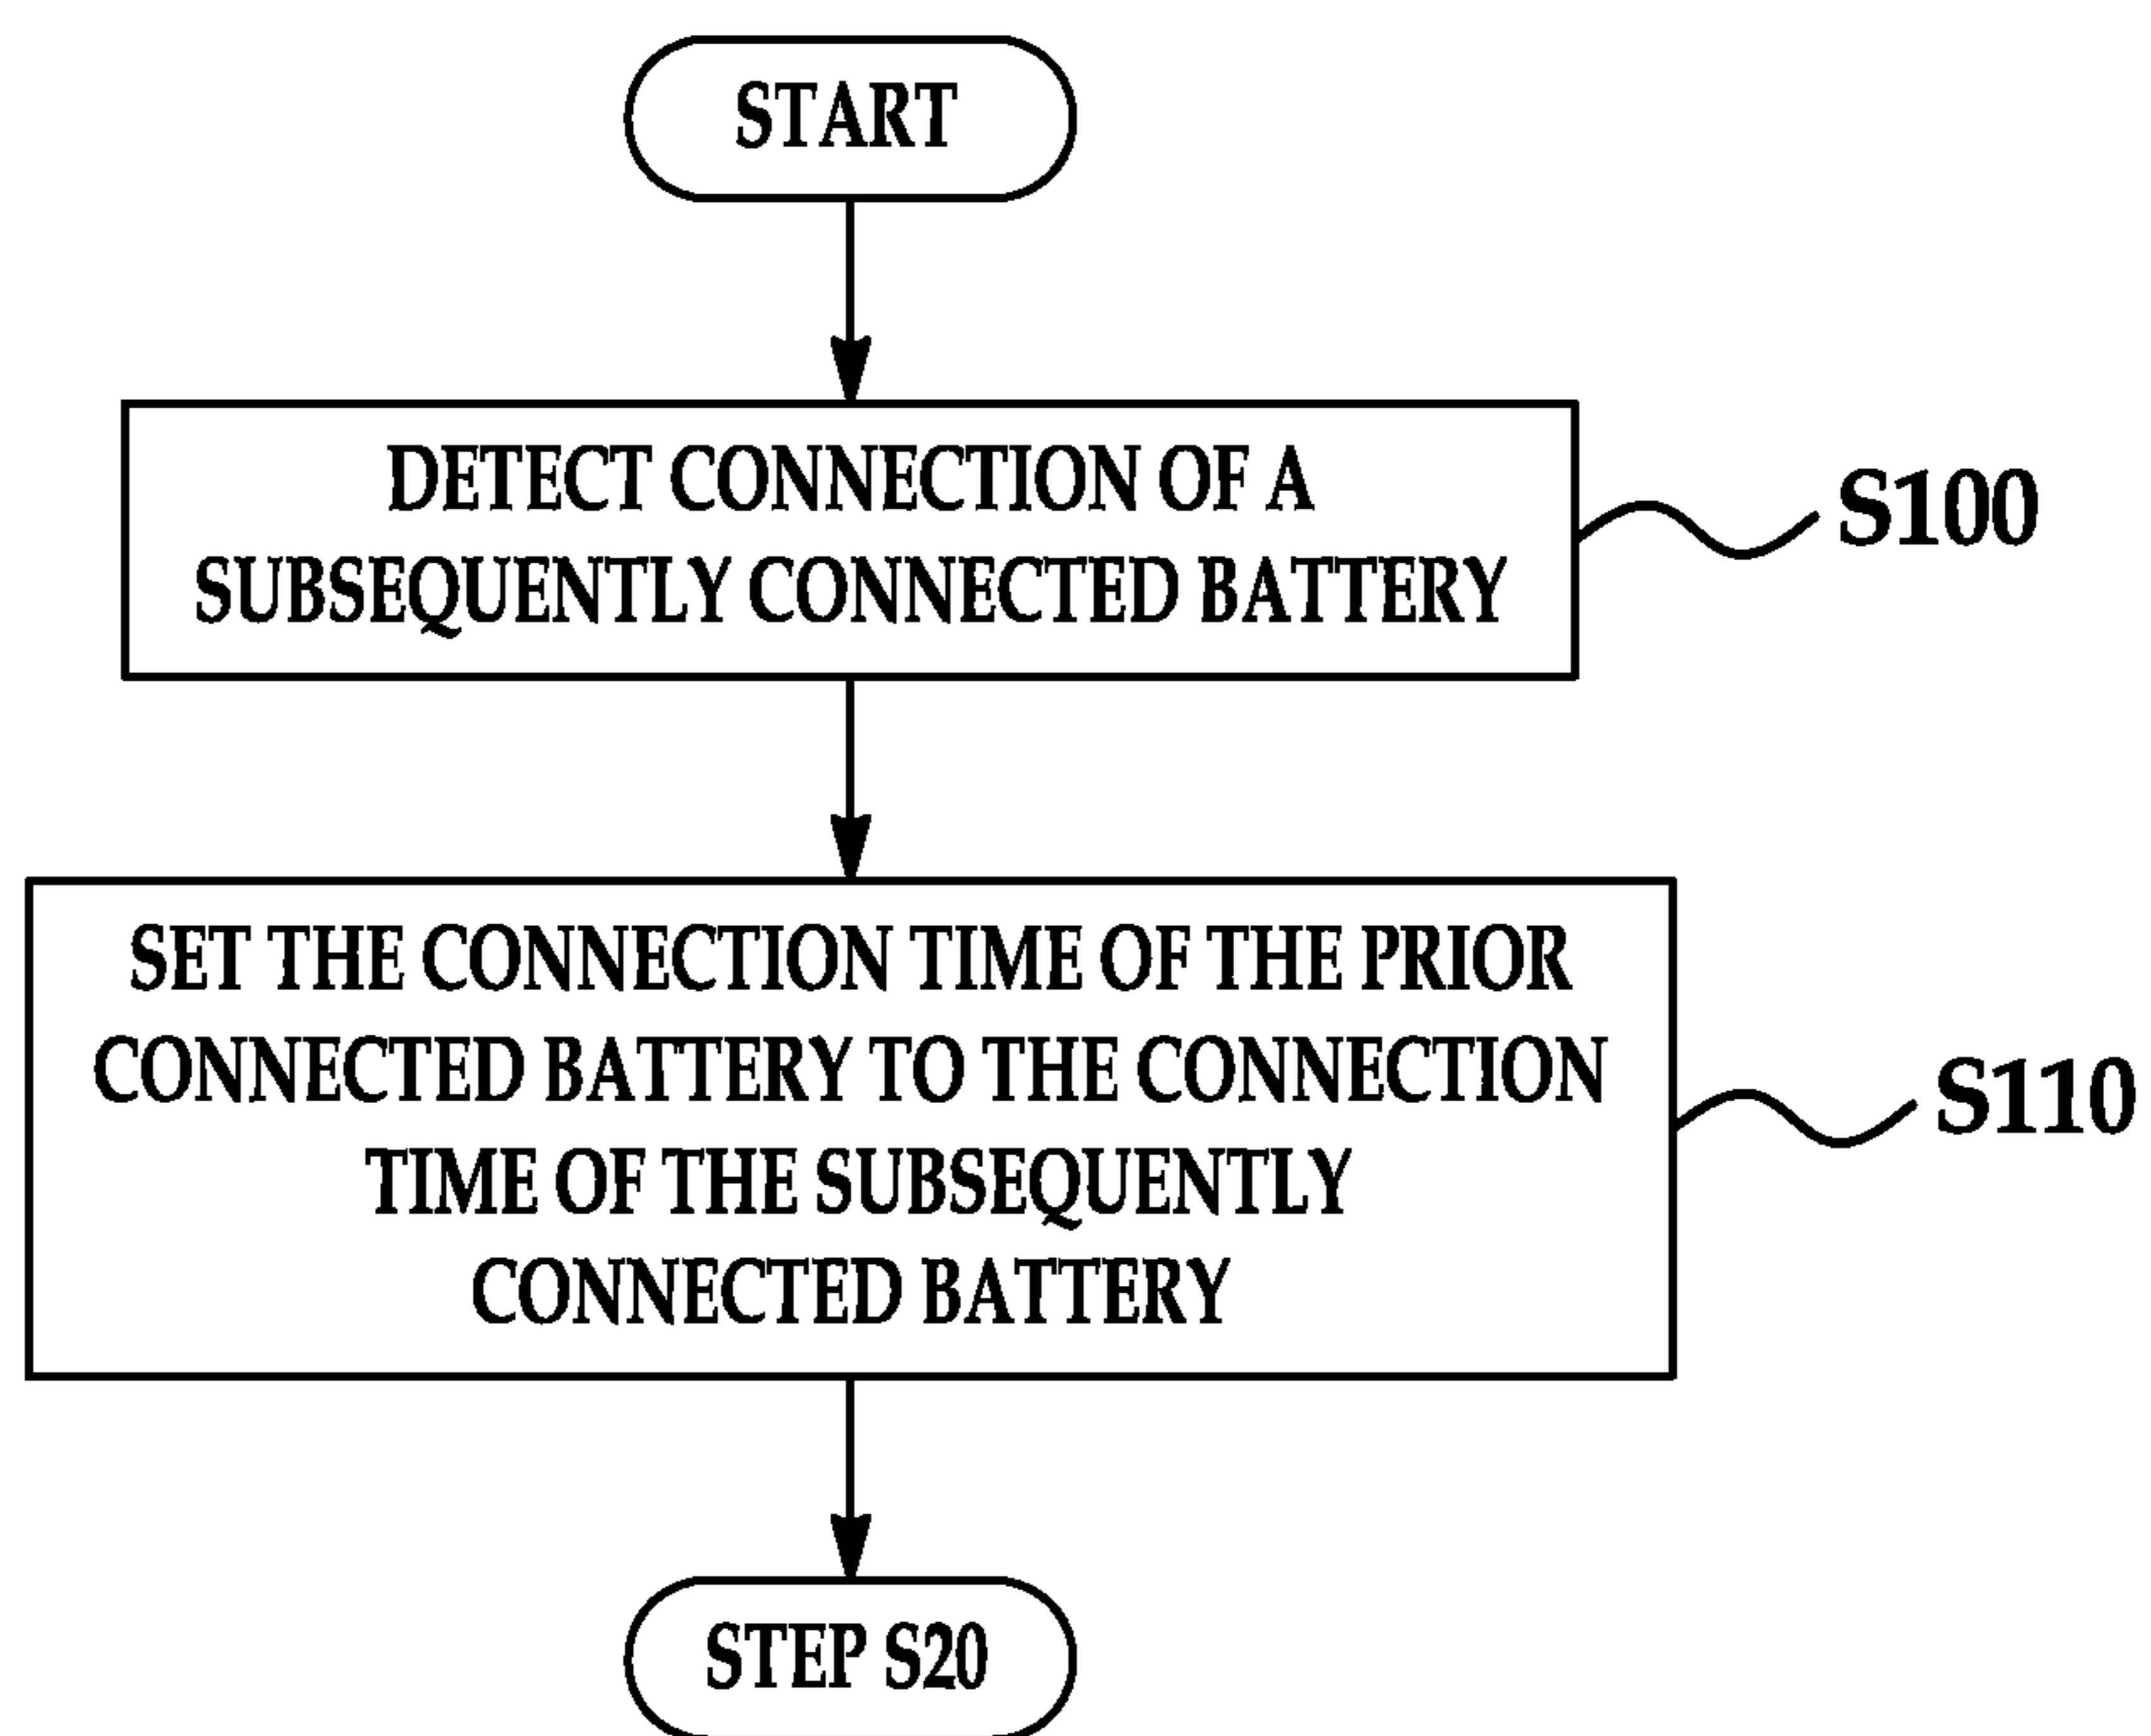 START
DETECT CONNECTION OF A
SUBSEQUENTLY CONNECTED BATTERY
S100
SET THE CONNECTION TIME OF THE PRIOR
CONNECTED BATTERY TO THE CONNECTION
TIME OF THE SUBSEQUENTLY
CONNECTED BATTERY
S110
STEP S20